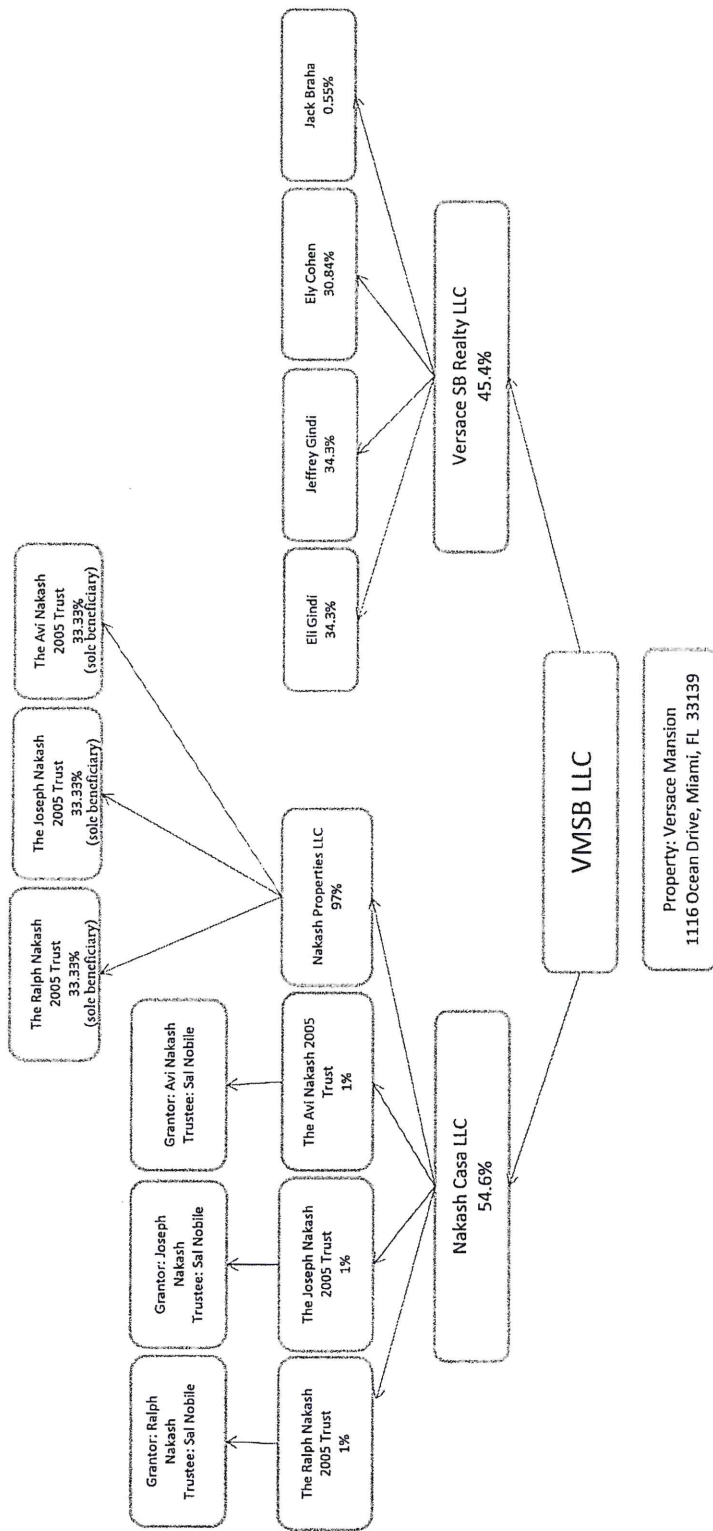 The Ralph Nakash
2005 Trust
33.33%
(sole beneficiary)
The Joseph Nakash
2005 Trust
33.33%
(sole beneficiary)
The Avi Nakash
2005 Trust
33.33%
(sole beneficiary)
Grantor: Ralph
Nakash
Trustee: Sal Nobile
Grantor: Joseph
Nakash
Trustee: Sal Nobile
Grantor: Avi Nakash
Trustee: Sal Nobile
The Ralph Nakash
2005 Trust
1%
The Joseph Nakash
2005 Trust
1%
The Avi Nakash 2005
Trust
1%
Nakash Properties LLC
97%
Eli Gindi
34.3%
Jeffrey Gindi
34.3%
Ely Cohen
30.84%
Jack Braha
0.55%
Nakash Casa LLC
54.6%
Versace SB Realty LLC
45.4%
VMSB LLC
Property: Versace Mansion
1116 Ocean Drive, Miami, FL 33139